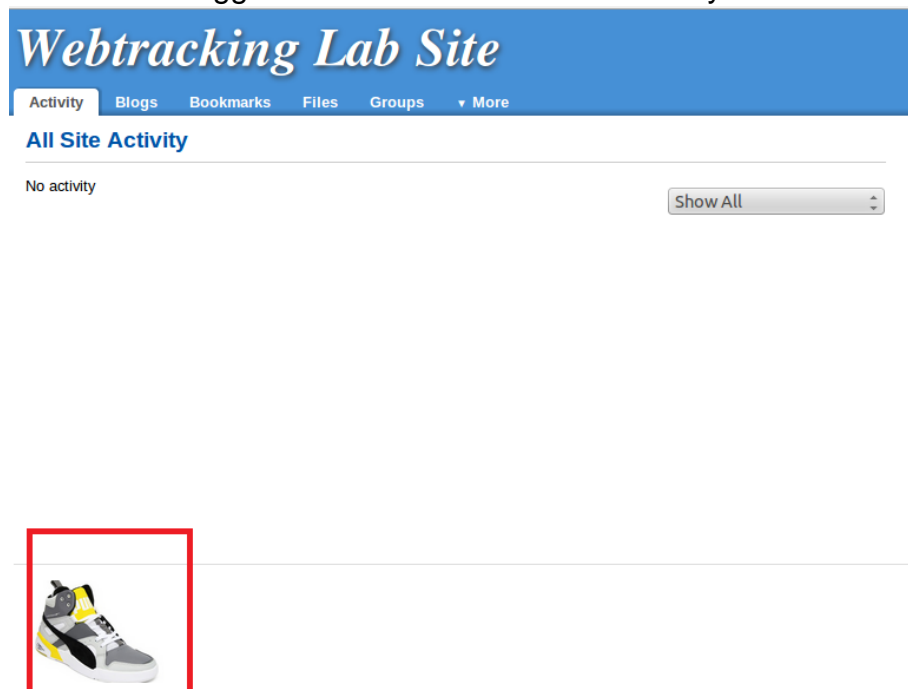 Webtracking Lab Site
Activity Blogs Bookmarks Files Groups ▼ More
All Site Activity
No activity
Show All